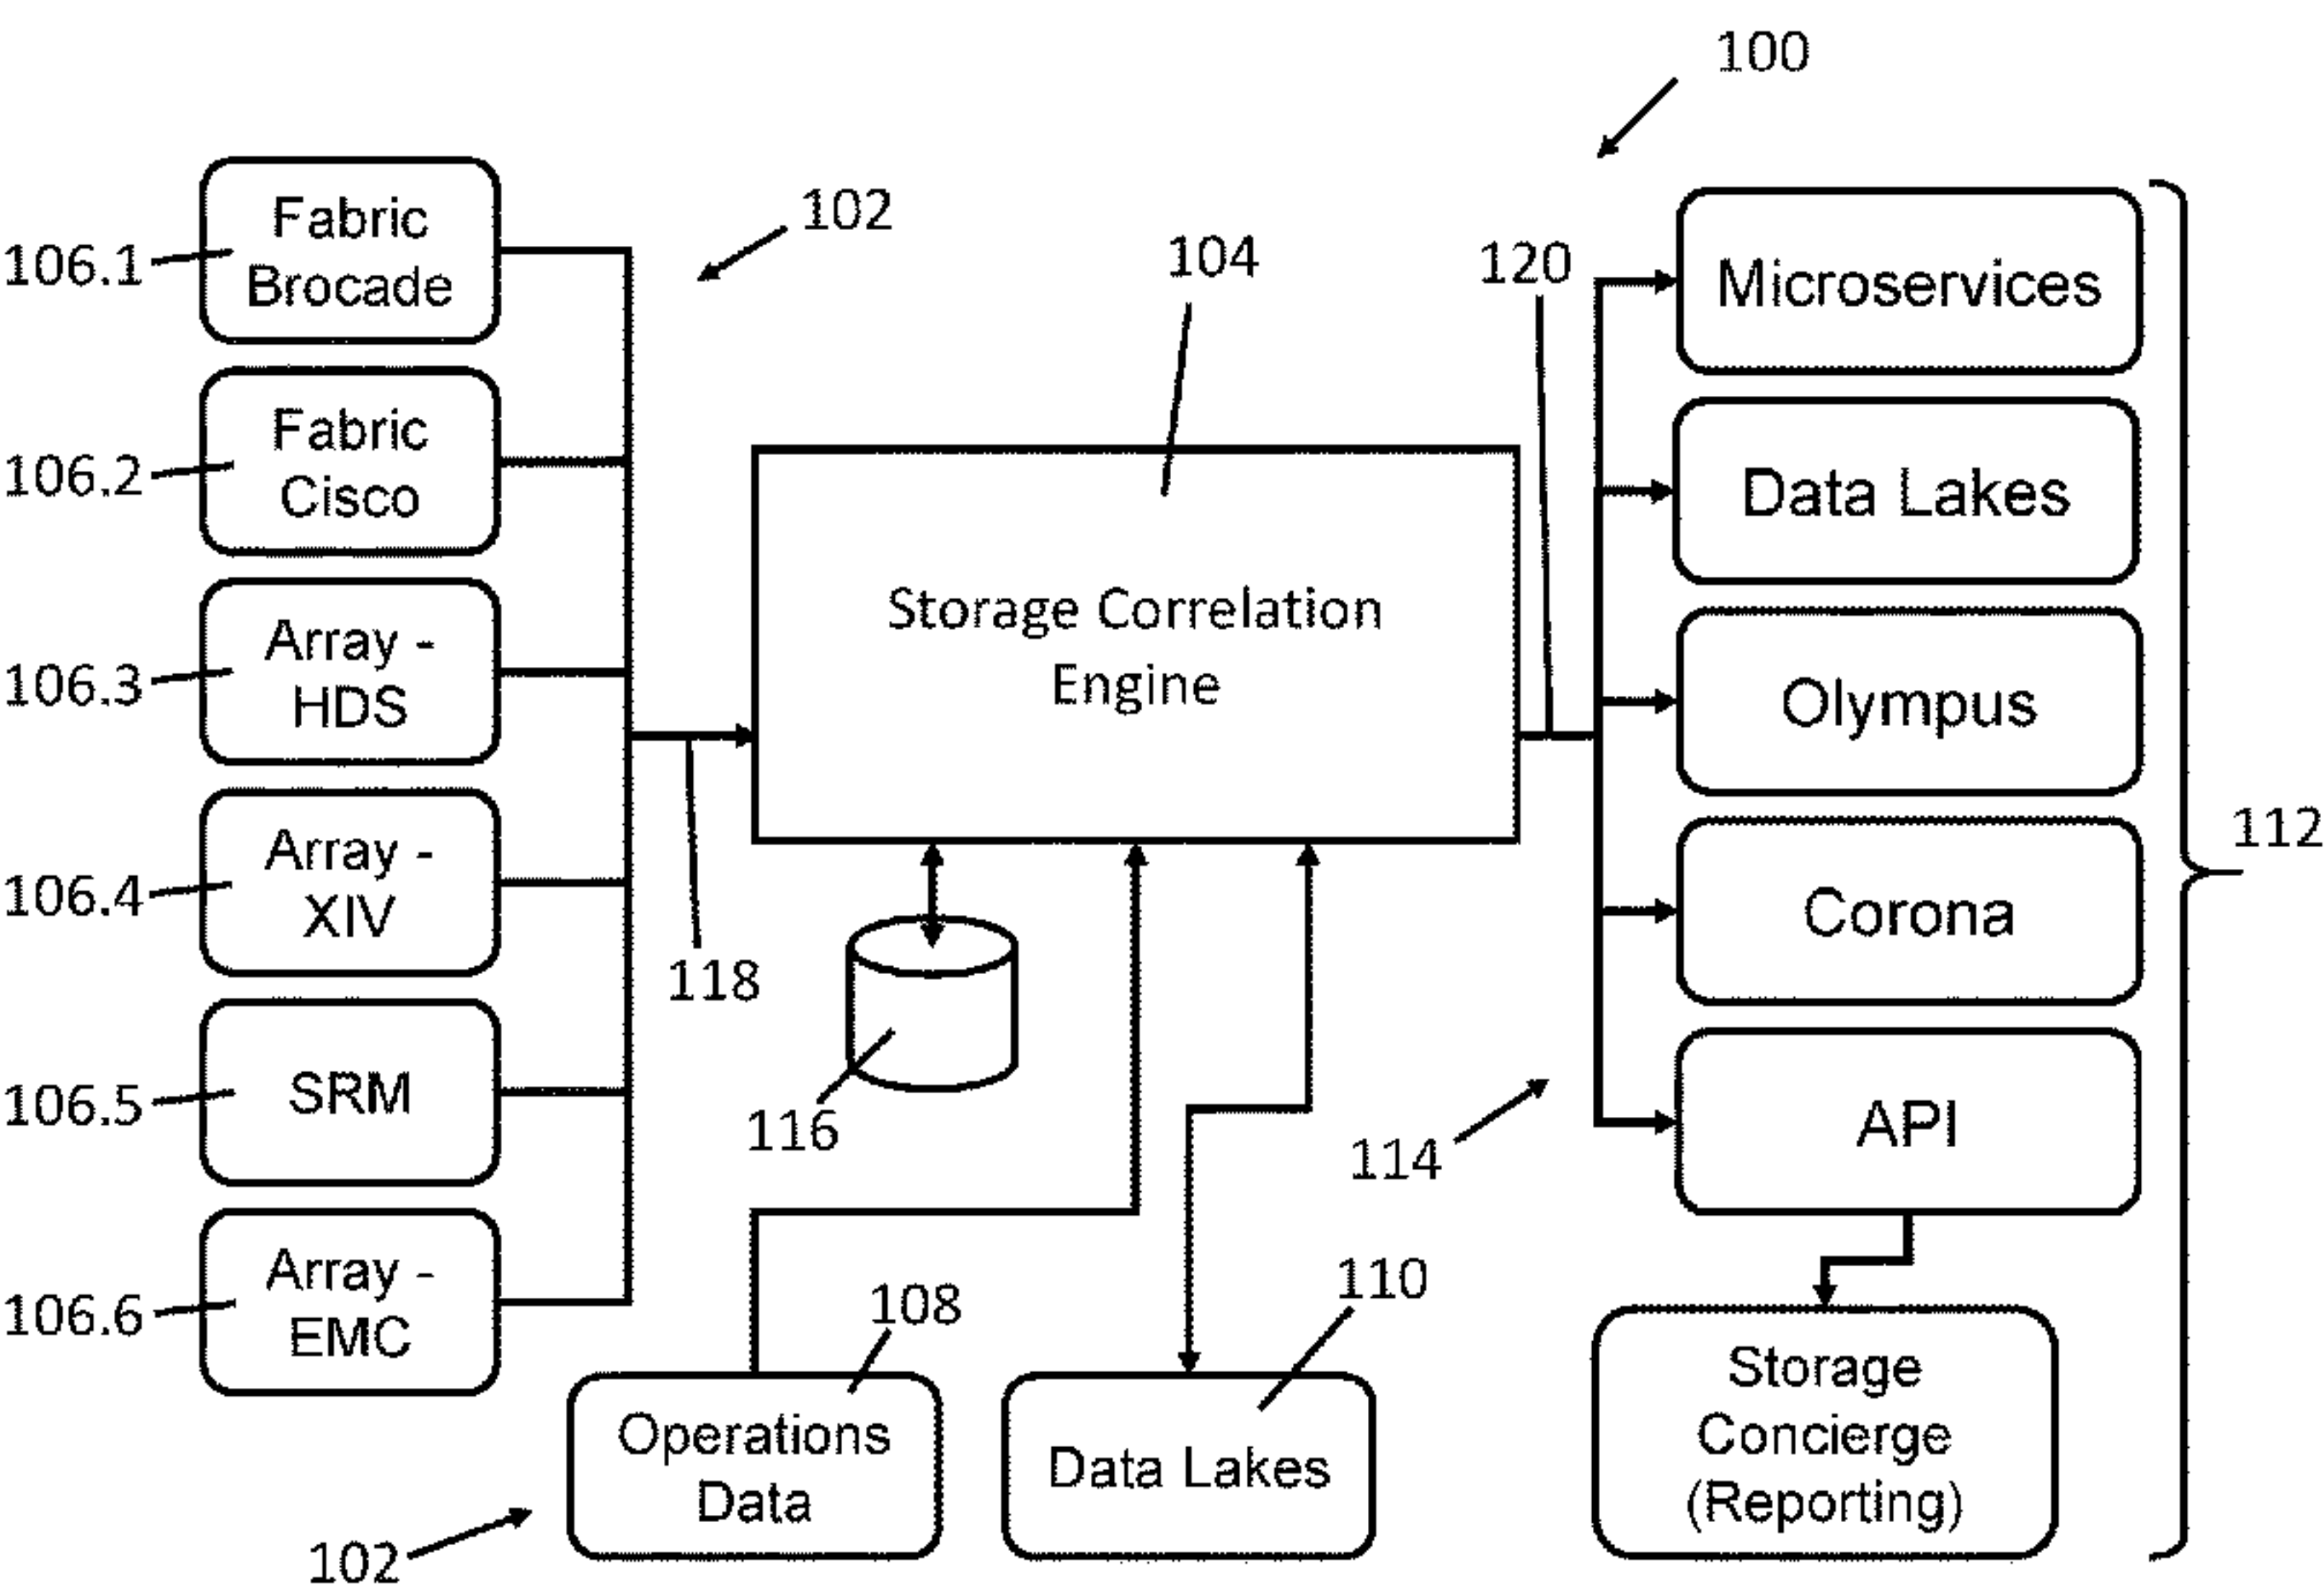 100
Fabric
Brocade
106.1
102
104
120
Microservices
Fabric
Cisco
106.2
Data Lakes
Storage Correlation
Engine
Array -
HDS
106.3
Olympus
Array -
XIV
106.4
118
Corona
112
SRM
106.5
116
114
API
Array -
EMC
106.6
108
110
Operations
Data
Data Lakes
Storage
Concierge
(Reporting)
102